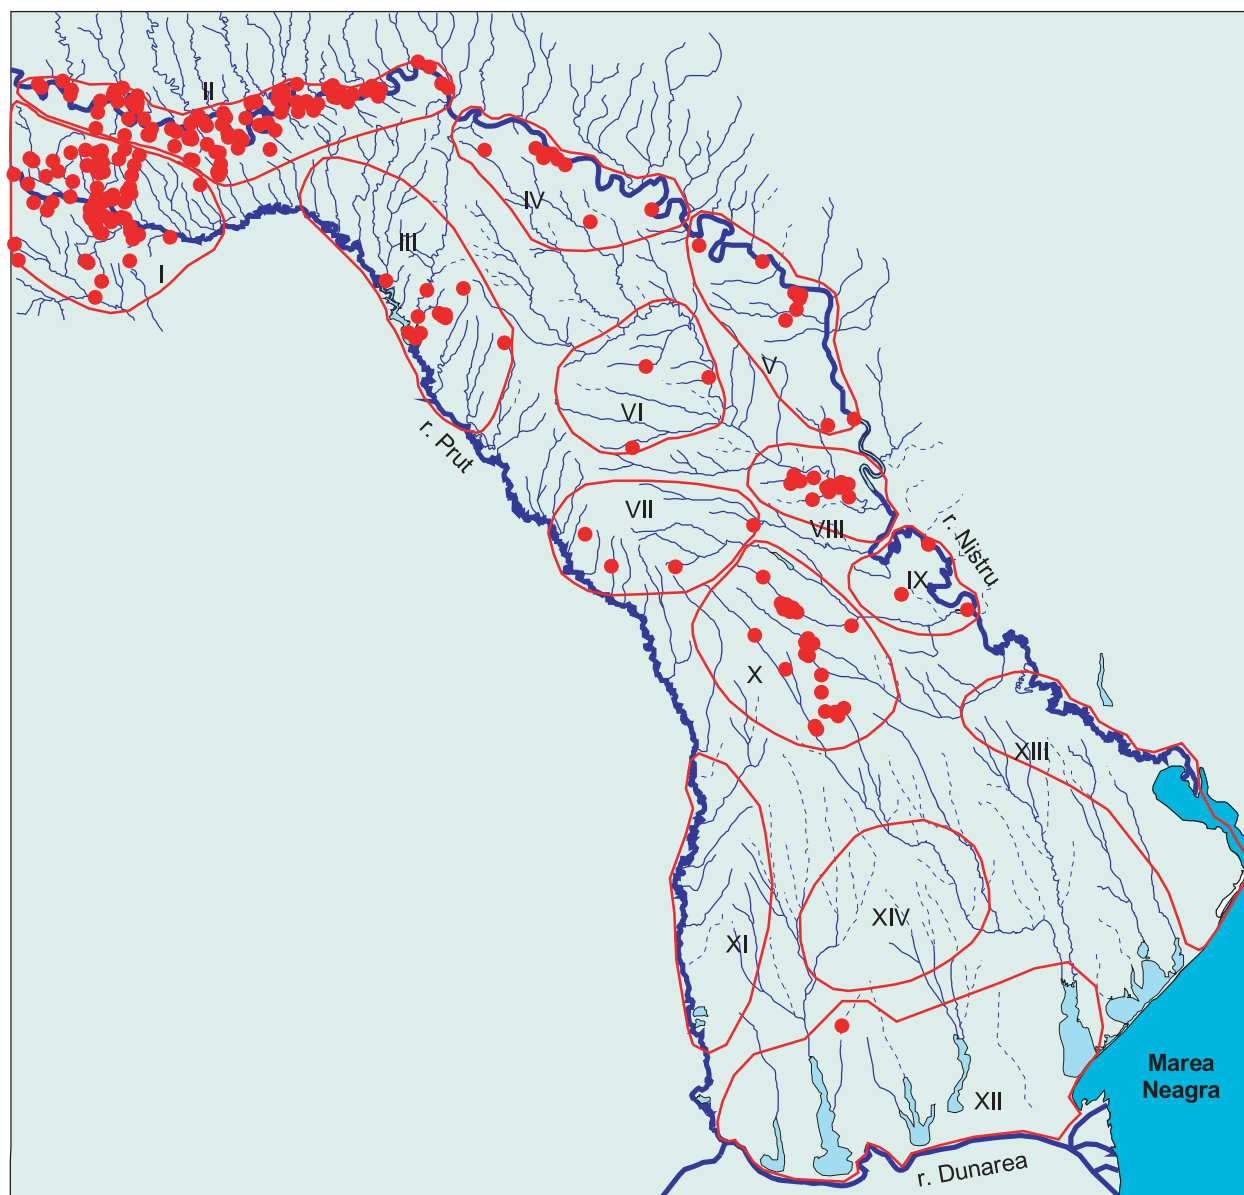 II
IV
III
I
V
VI
r. Prut
VII
VIII
r. Nistru
IX
X
XIII
XIV
XI
Marea
Neagra
XII
r. Dunarea